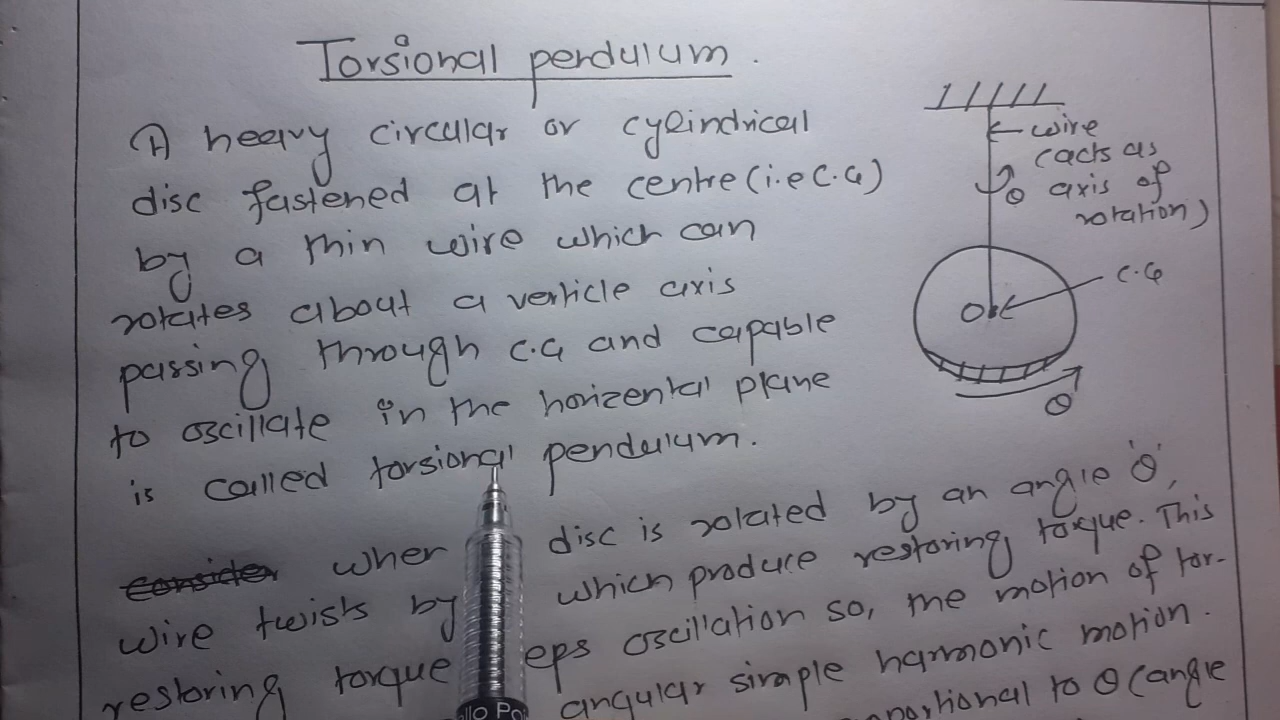 Torsional pendulum.
A heavy circular or cylindrical
disc fastened at the centre (i.e C.G)
by a thin wire which can
rotates about a verticle axis
passing through C.G and capable
to oscillate in the horizental plane
is called torsional pendulum.
wire
(acts as
axis of
rotation)
θ
C.G
O
θ
Consider when disc is rotated by an angle 'θ',
wire twists by which produce restoring torque. This
restoring torque eps oscillation so, the motion of tor-
angular simple harmonic motion.
to θ (angle
llo Po